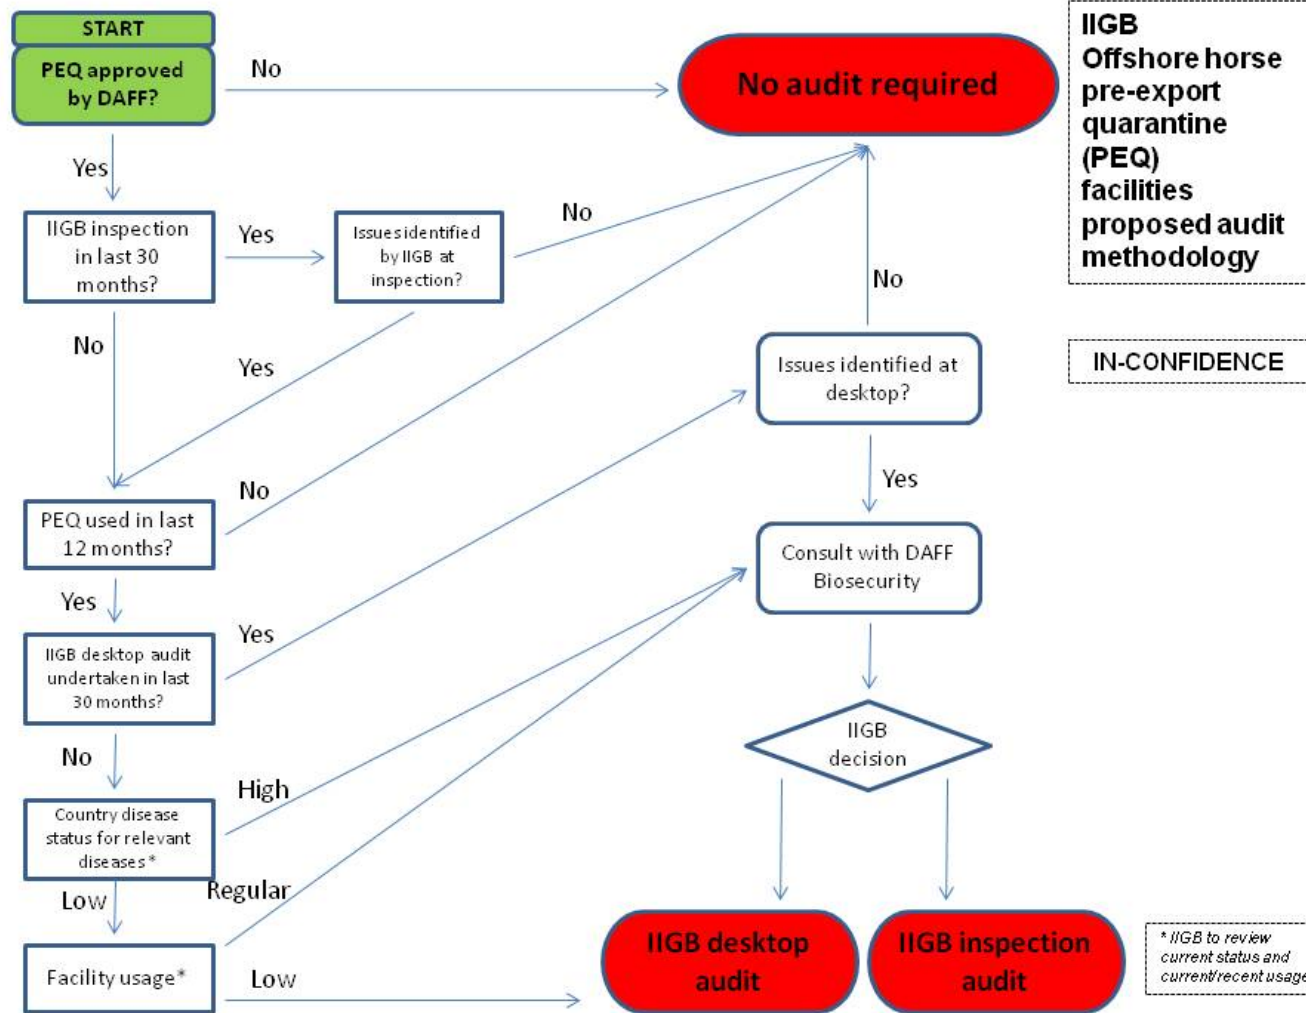 START
PEQ approved
by DAFF?
No
No audit required
IIGB
Offshore horse
pre-export
quarantine
(PEQ)
facilities
proposed audit
methodology
Yes
IIGB inspection
in last 30
months?
Yes
Issues identified
by IIGB at
inspection?
No
No
No
Yes
Issues identified at
desktop?
IN-CONFIDENCE
Yes
PEQ used in last
12 months?
No
Consult with DAFF
Biosecurity
Yes
IIGB desktop audit
undertaken in last
30 months?
Yes
IIGB
decision
No
Country disease
status for relevant
diseases *
High
Low
Regular
Facility usage*
Low
IIGB desktop
audit
IIGB inspection
audit
* IIGB to review
current status and
current/recent usage